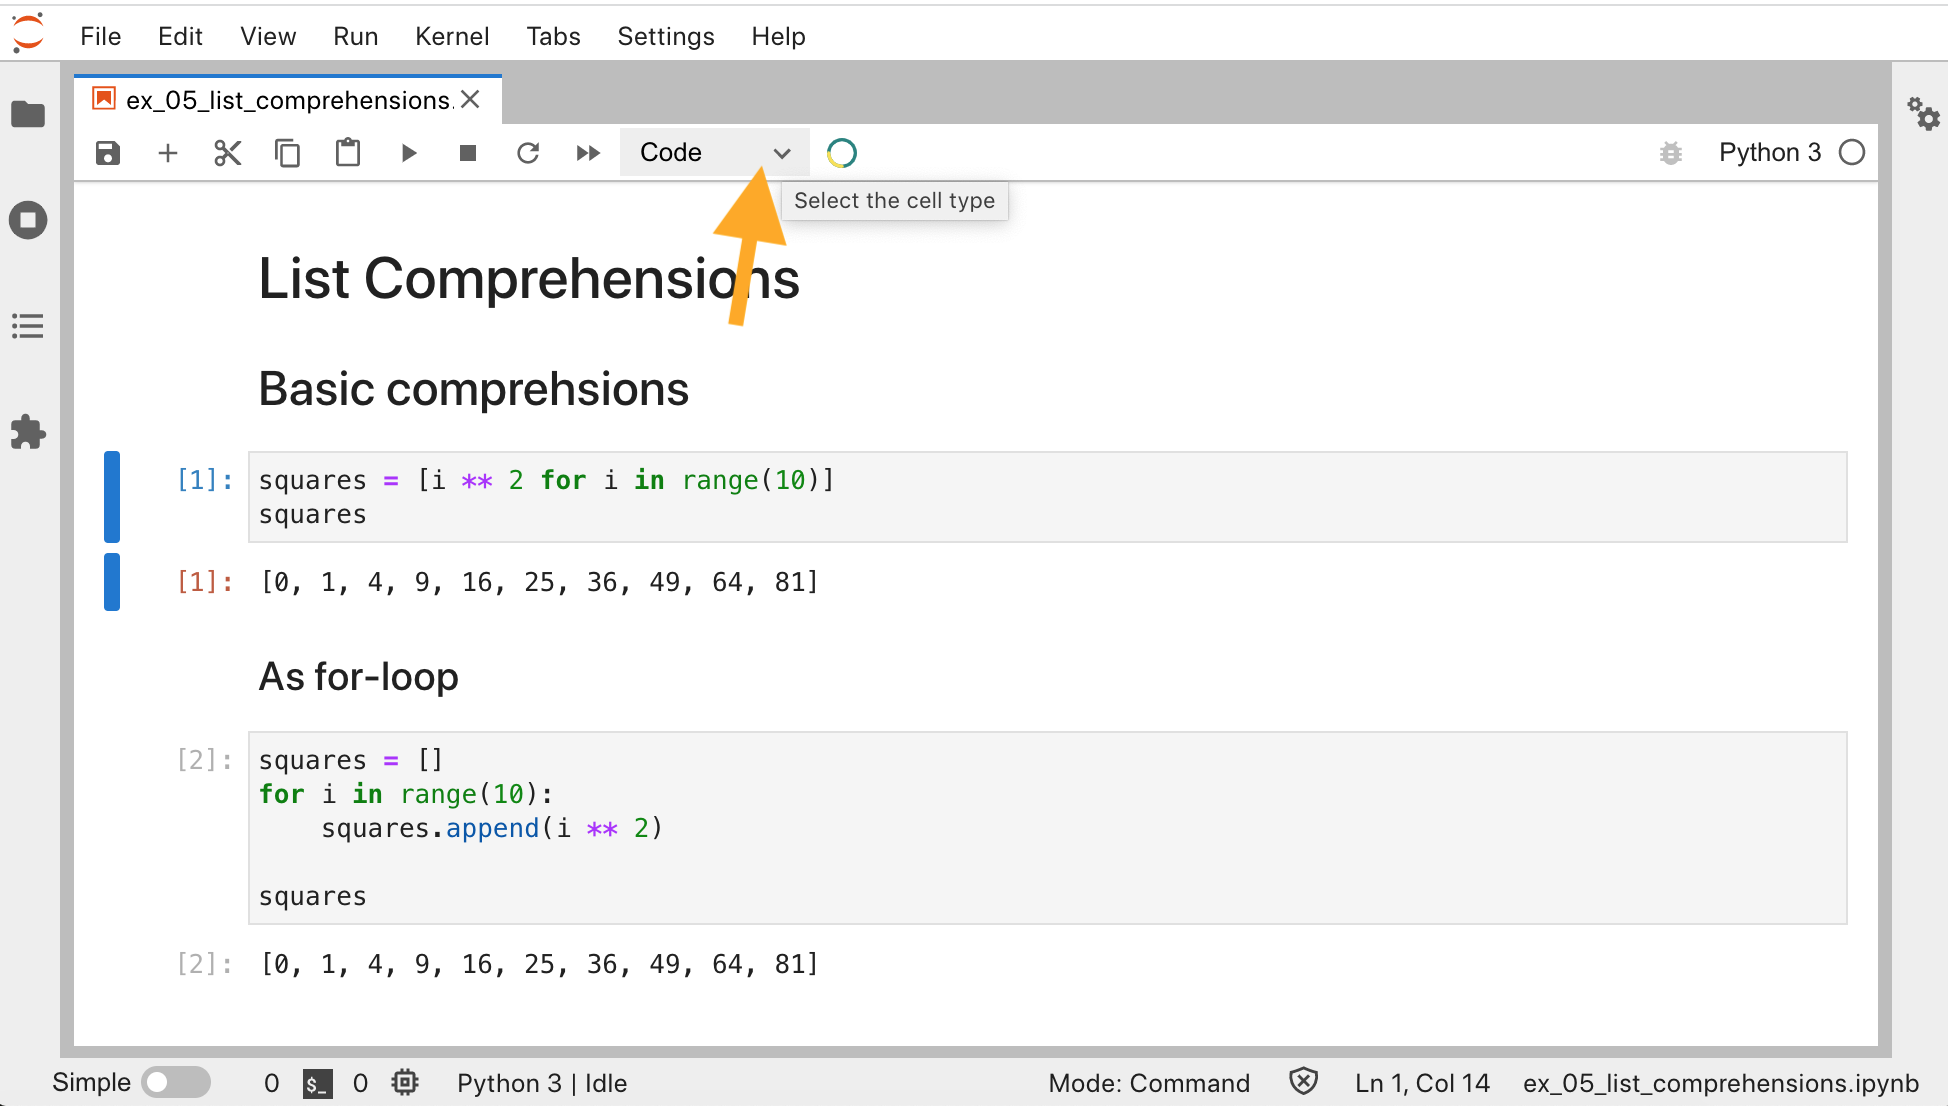 File Edit View Run Kernel Tabs Settings Help
ex_05_list_comprehensions.
Code
Python 3
Select the cell type
List Comprehensions
Basic comprehsions
[1]: squares = [i ** 2 for i in range(10)]
squares
[1]: [0, 1, 4, 9, 16, 25, 36, 49, 64, 81]
As for-loop
[2]: squares = []
for i in range(10):
    squares.append(i ** 2)
squares
[2]: [0, 1, 4, 9, 16, 25, 36, 49, 64, 81]
Simple 0 $_ 0 Python 3 | Idle Mode: Command Ln 1, Col 14 ex_05_list_comprehensions.ipynb